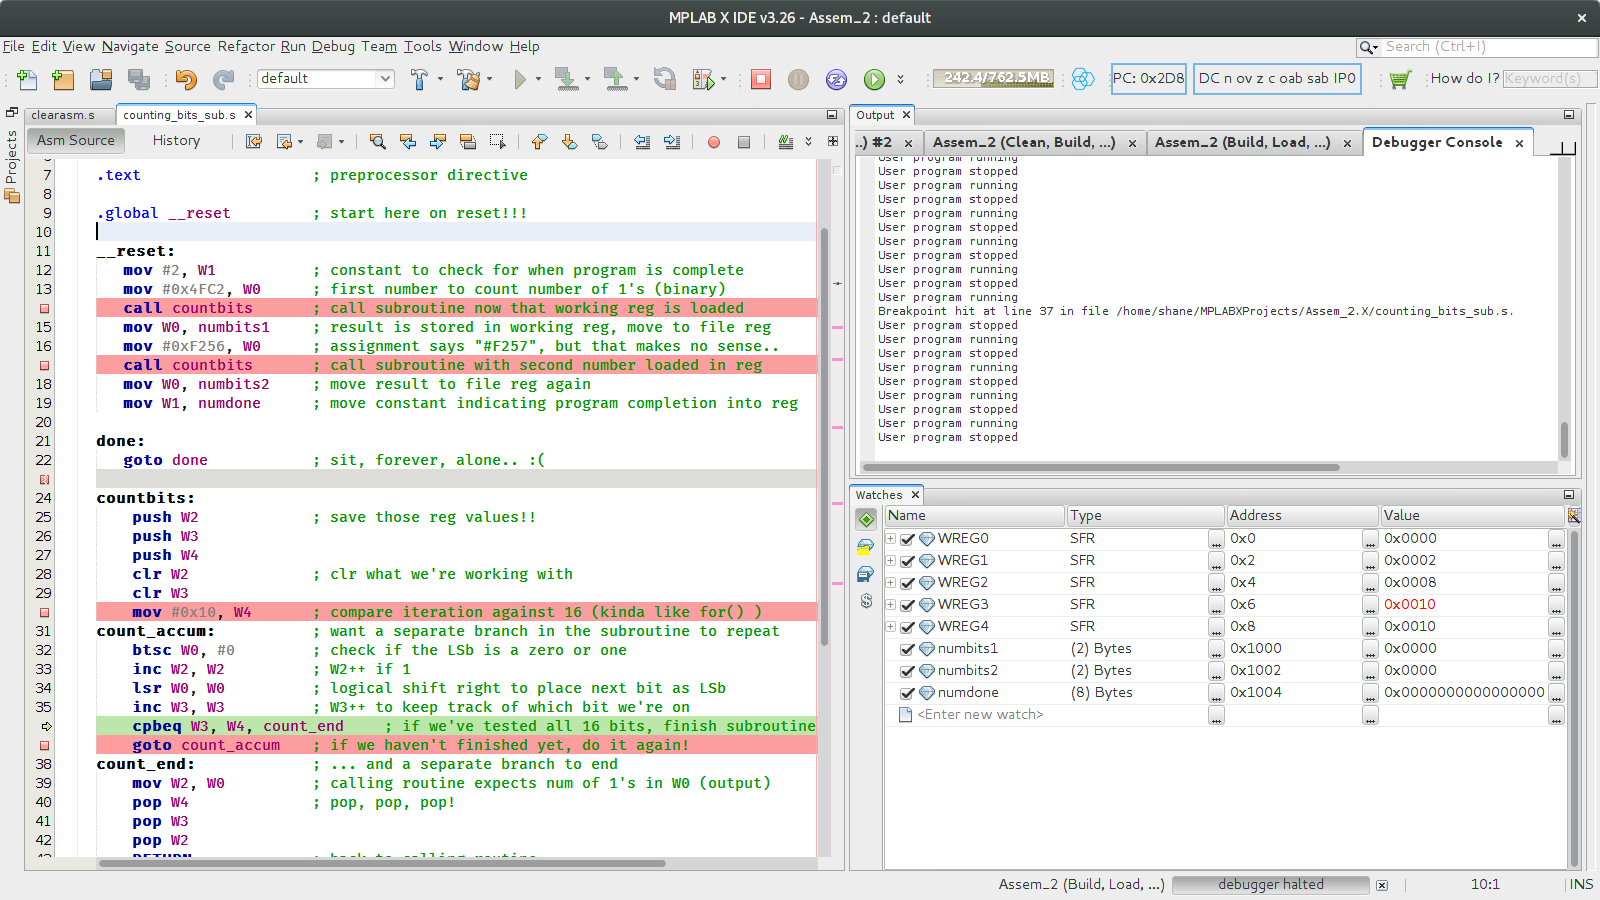 MPLAB X IDE v3.26 - Assem_2 : default
File Edit View Navigate Source Refactor Run Debug Team Tools Window Help
Search (Ctrl+I)
default
242.4/762.5MB
PC: 0x2D8
DC n ov z c oab sab IP0
How do I?
Keyword(s)
Projects
clearasm.s
counting_bits_sub.s
Asm Source
History
7 .text ; preprocessor directive
8
9 .global __reset ; start here on reset!!!
10
11 __reset:
12 mov #2, W1 ; constant to check for when program is complete
13 mov #0x4FC2, W0 ; first number to count number of 1's (binary)
call countbits ; call subroutine now that working reg is loaded
15 mov W0, numbits1 ; result is stored in working reg, move to file reg
16 mov #0xF256, W0 ; assignment says "#F257", but that makes no sense..
call countbits ; call subroutine with second number loaded in reg
18 mov W0, numbits2 ; move result to file reg again
19 mov W1, numdone ; move constant indicating program completion into reg
20
21 done:
22 goto done ; sit, forever, alone.. :(
24 countbits:
25 push W2 ; save those reg values!!
26 push W3
27 push W4
28 clr W2 ; clr what we're working with
29 clr W3
mov #0x10, W4 ; compare iteration against 16 (kinda like for() )
31 count_accum: ; want a separate branch in the subroutine to repeat
32 btsc W0, #0 ; check if the LSb is a zero or one
33 inc W2, W2 ; W2++ if 1
34 lsr W0, W0 ; logical shift right to place next bit as LSb
35 inc W3, W3 ; W3++ to keep track of which bit we're on
cpbeq W3, W4, count_end ; if we've tested all 16 bits, finish subroutine
goto count_accum ; if we haven't finished yet, do it again!
38 count_end: ; ... and a separate branch to end
39 mov W2, W0 ; calling routine expects num of 1's in W0 (output)
40 pop W4 ; pop, pop, pop!
41 pop W3
42 pop W2
Output
..) #2
Assem_2 (Clean, Build, ...)
Assem_2 (Build, Load, ...)
Debugger Console
User program running
User program stopped
User program running
User program stopped
User program running
User program stopped
User program running
User program stopped
User program running
User program stopped
User program running
Breakpoint hit at line 37 in file /home/shane/MPLABXProjects/Assem_2.X/counting_bits_sub.s.
User program stopped
User program running
User program stopped
User program running
User program stopped
User program running
User program stopped
User program running
User program stopped
Watches
Name Type Address Value
WREG0 SFR ... 0x0 ... 0x0000 ...
WREG1 SFR ... 0x2 ... 0x0002 ...
WREG2 SFR ... 0x4 ... 0x0008 ...
WREG3 SFR ... 0x6 ... 0x0010 ...
WREG4 SFR ... 0x8 ... 0x0010 ...
numbits1 (2) Bytes ... 0x1000 ... 0x0000 ...
numbits2 (2) Bytes ... 0x1002 ... 0x0000 ...
numdone (8) Bytes ... 0x1004 ... 0x0000000000000000 ...
<Enter new watch> ... ... ...
Assem_2 (Build, Load, ...)
debugger halted
10:1
INS